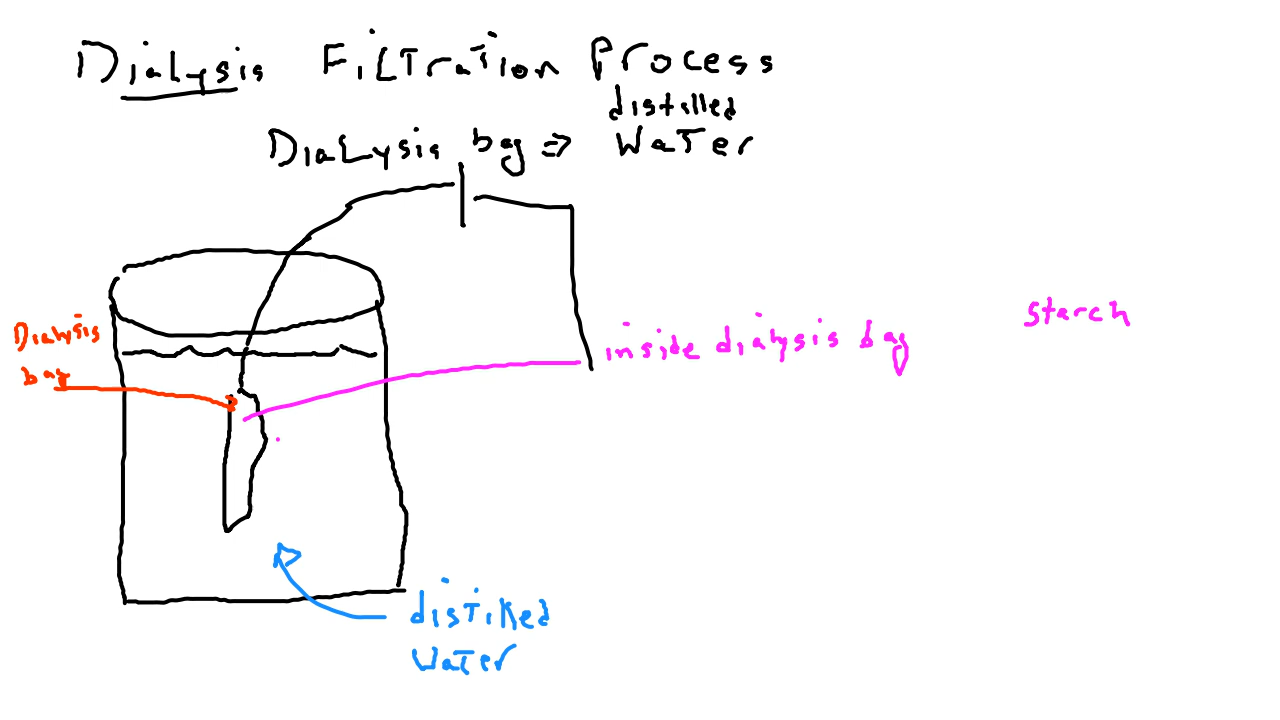 Dialysis Filtration Process
distilled
Dialysis bag => Water
starch
Dialysis
bag
inside dialysis bag
distilled
Water